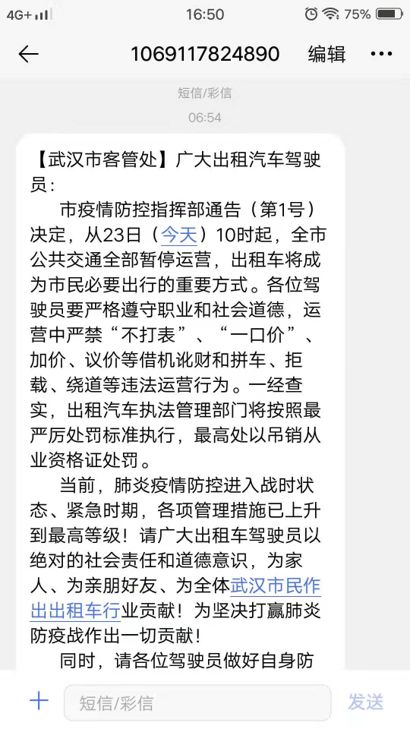 4G+ 16:50 75%
1069117824890 编辑
短信/彩信
06:54
【武汉市客管处】广大出租汽车驾驶
员：
市疫情防控指挥部通告（第1号）
决定，从23日（今天）10时起，全市
公共交通全部暂停运营，出租车将成
为市民必要出行的重要方式。各位驾
驶员要严格遵守职业和社会道德，运
营中严禁“不打表”、“一口价”、
加价、议价等借机讹财和拼车、拒
载、绕道等违法运营行为。一经查
实，出租汽车执法管理部门将按照最
严厉处罚标准执行，最高处以吊销从
业资格证处罚。
当前，肺炎疫情防控进入战时状
态、紧急时期，各项管理措施已上升
到最高等级！请广大出租车驾驶员以
绝对的社会责任和道德意识，为家
人、为亲朋好友、为全体武汉市民作
出出租车行业贡献！为坚决打赢肺炎
防疫战作出一切贡献！
同时，请各位驾驶员做好自身防
短信/彩信 发送